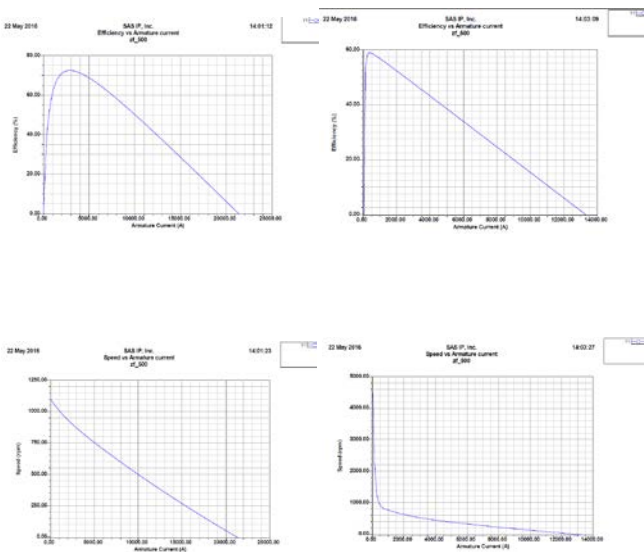 22 May 2016 SAS IP, Inc. 14:01:12
Efficiency vs Armature current
Efficiency (%)
80.00
60.00
40.00
20.00
0.00
0.00 5000.00 10000.00 15000.00 20000.00 25000.00
Armature Current (A)
22 May 2016 SAS IP, Inc. 14:03:09
Efficiency vs Armature current
Efficiency (%)
60.00
40.00
20.00
0.00
0.00 2000.00 4000.00 6000.00 8000.00 10000.00 12000.00 14000.00
Armature Current (A)
22 May 2016 SAS IP, Inc. 14:01:23
Speed vs Armature current
Speed (rpm)
1250.00
1000.00
750.00
500.00
250.00
0.00
0.00 5000.00 10000.00 15000.00 20000.00 25000.00
Armature Current (A)
22 May 2016 SAS IP, Inc. 14:03:27
Speed vs Armature current
Speed (rpm)
5000.00
4000.00
2000.00
0.00
0.00 2000.00 4000.00 6000.00 8000.00 10000.00 12000.00 14000.00
Armature Current (A)